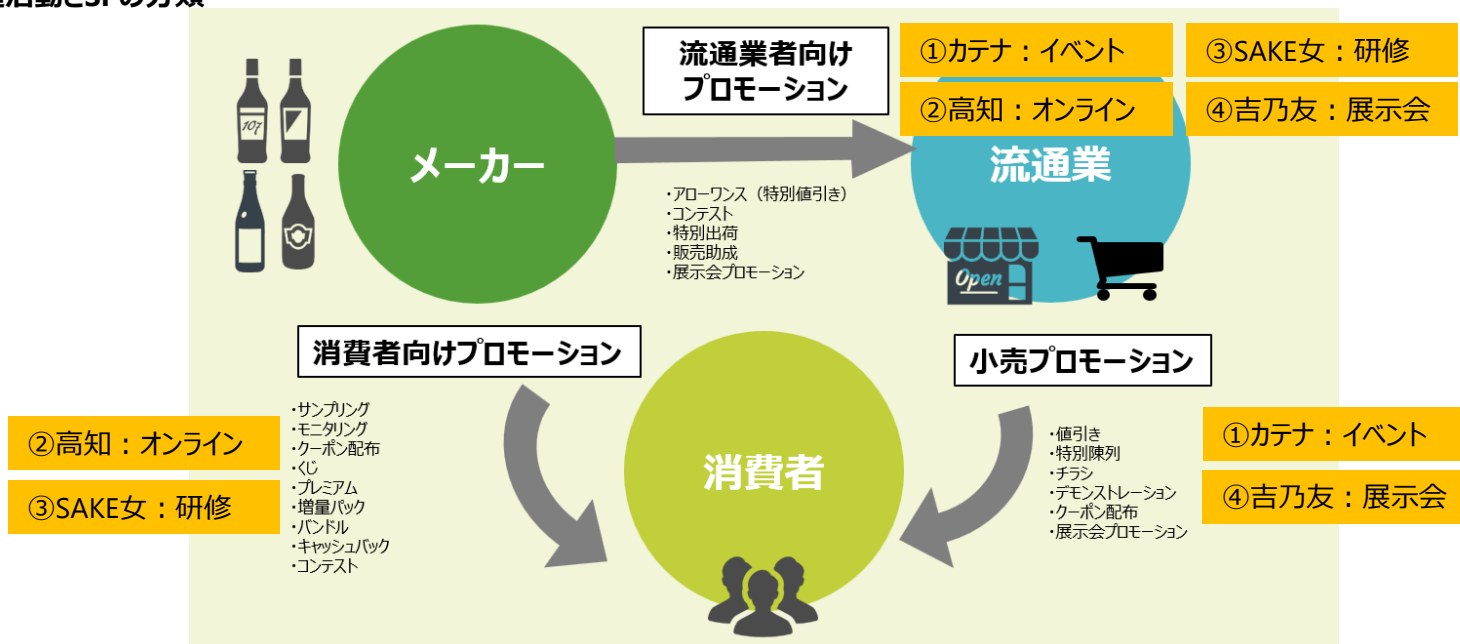 流通業者向け
プロモーション
①カテナ：イベント
③SAKE女：研修
②高知：オンライン
④吉乃友：展示会
107
メーカー
流通業
・アローワンス（特別値引き）
・コンテスト
・特別出荷
・販売助成
・展示会プロモーション
Open
消費者向けプロモーション
小売プロモーション
・サンプリング
・モニタリング
・クーポン配布
・くじ
・プレミアム
・増量パック
・バンドル
・キャッシュバック
・コンテスト
②高知：オンライン
③SAKE女：研修
消費者
・値引き
・特別陳列
・チラシ
・デモンストレーション
・クーポン配布
・展示会プロモーション
①カテナ：イベント
④吉乃友：展示会